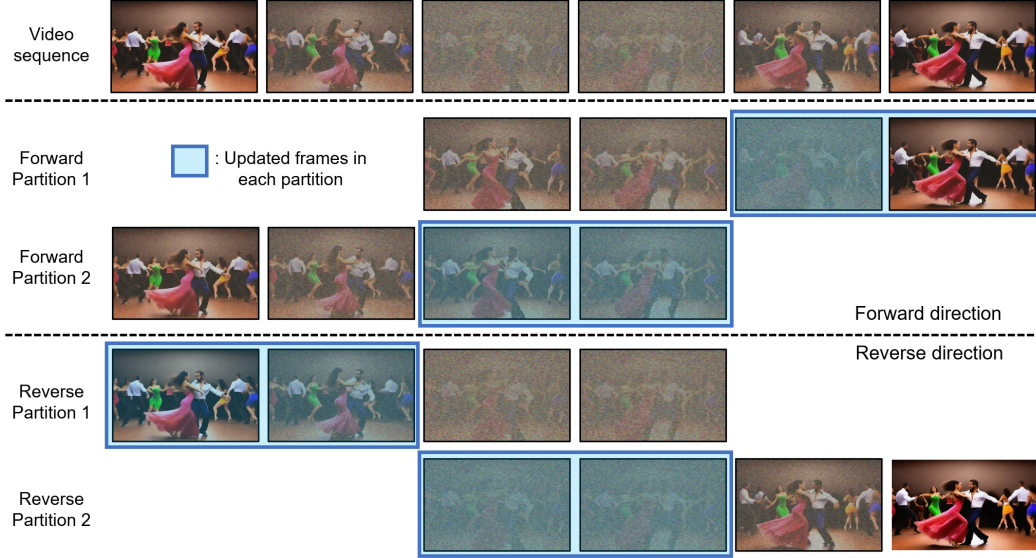 Video
sequence
Forward
Partition 1
: Updated frames in
each partition
Forward
Partition 2
Forward direction
Reverse direction
Reverse
Partition 1
Reverse
Partition 2